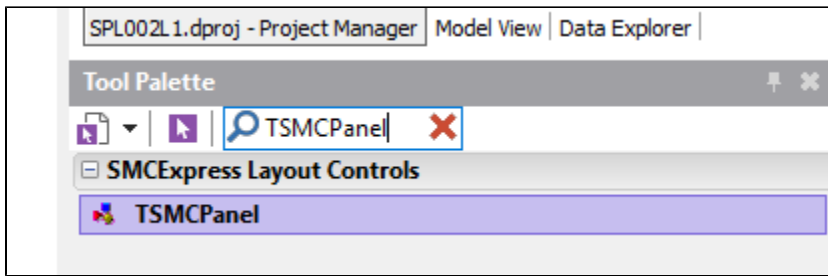 SPL002L1.dproj - Project Manager Model View Data Explorer
Tool Palette
TSMCPanel
SMCExpress Layout Controls
TSMCPanel